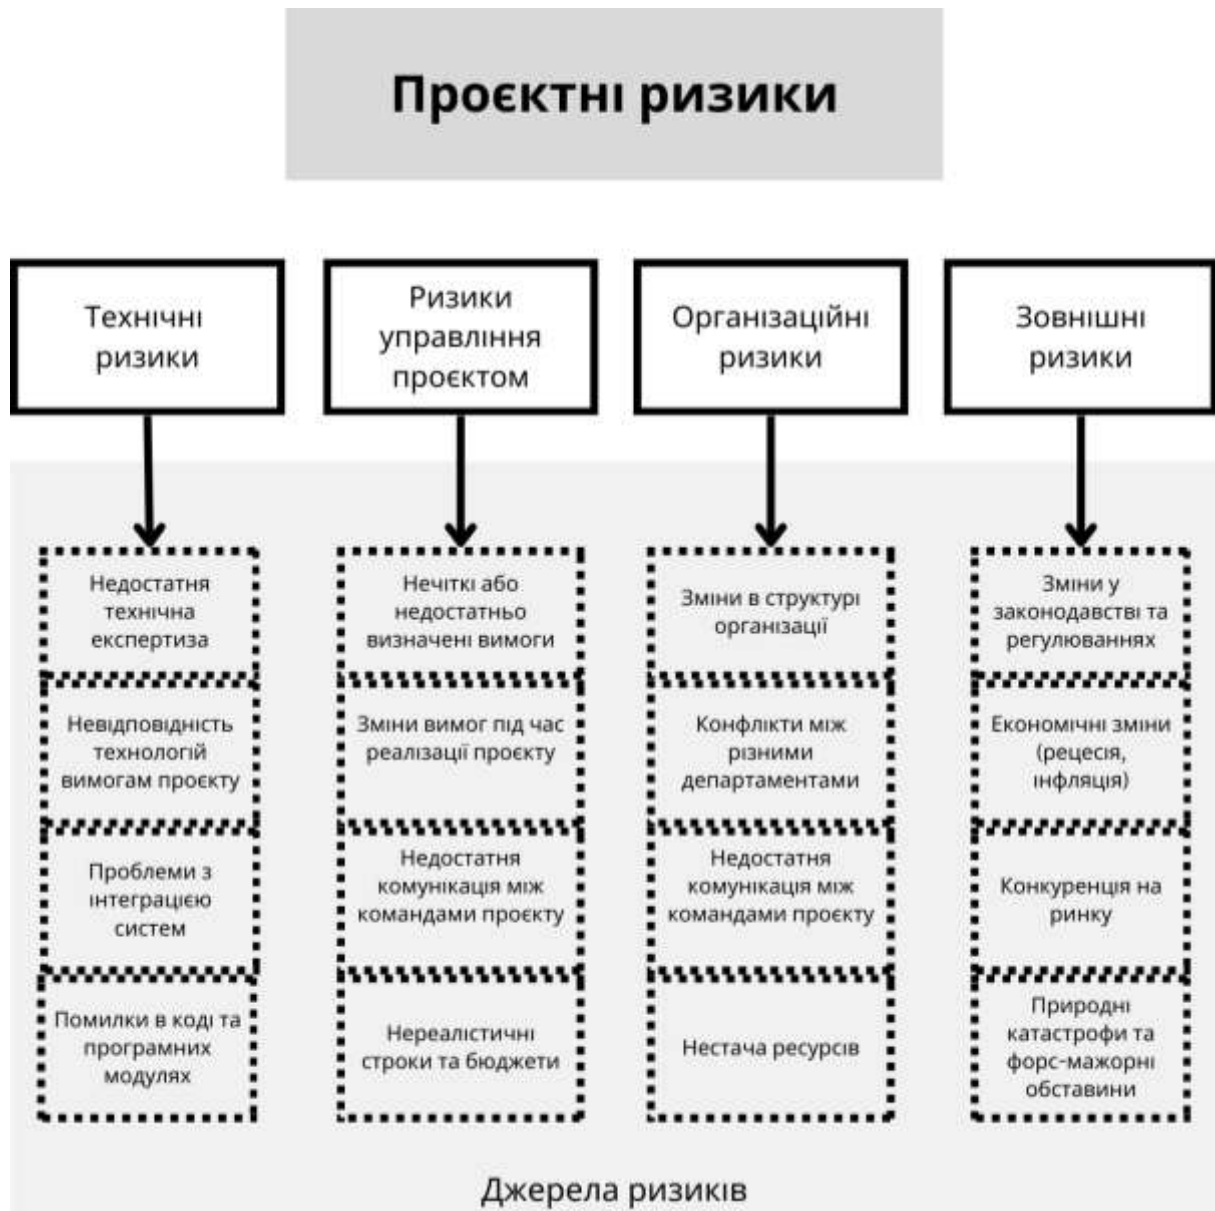 Проєктні ризики
Технічні
ризики
Ризики
управління
проєктом
Організаційні
ризики
Зовнішні
ризики
Недостатня
технічна
експертиза
Невідповідність
технологій
вимогам проєкту
Проблеми з
інтеграцією
систем
Помилки в коді та
програмних
модулях
Нечіткі або
недостатньо
визначені вимоги
Зміни вимог під час
реалізації проєкту
Недостатня
комунікація між
командами проєкту
Нереалістичні
строки та бюджети
Зміни в структурі
організації
Конфлікти між
різними
департаментами
Недостатня
комунікація між
командами проєкту
Нестача ресурсів
Зміни у
законодавстві та
регулюваннях
Економічні зміни
(рецесія,
інфляція)
Конкуренція на
ринку
Природні
катастрофи та
форс-мажорні
обставини
Джерела ризиків